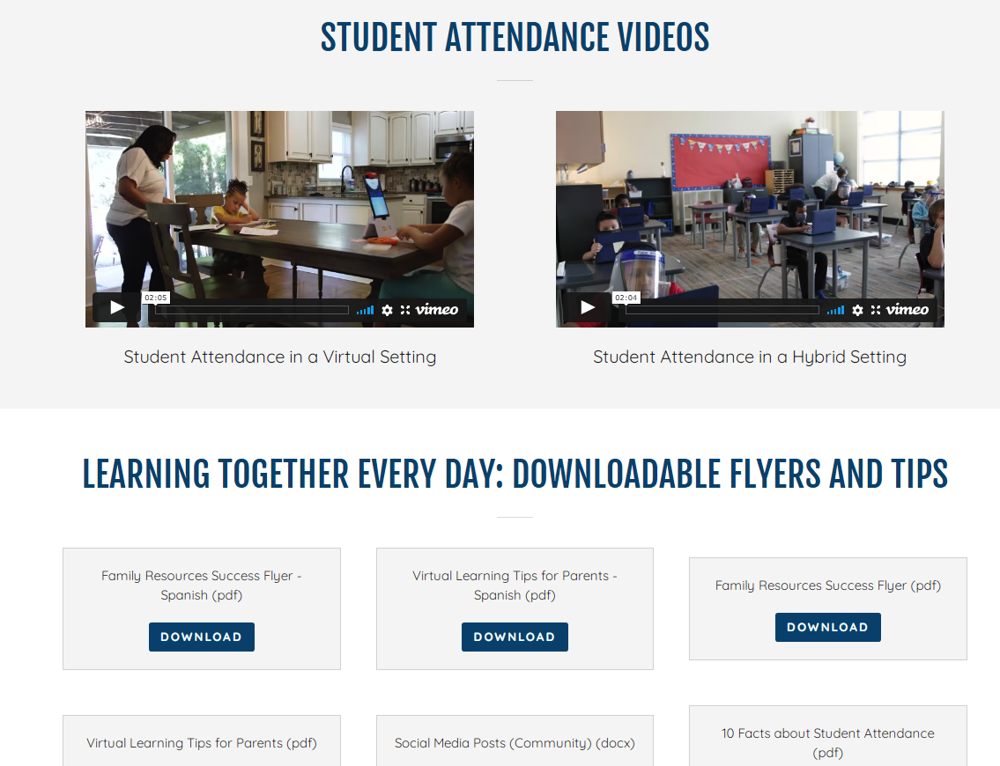 STUDENT ATTENDANCE VIDEOS
02:05
vimeo
02:04
vimeo
Student Attendance in a Virtual Setting
Student Attendance in a Hybrid Setting
LEARNING TOGETHER EVERY DAY: DOWNLOADABLE FLYERS AND TIPS
Family Resources Success Flyer -
Spanish (pdf)
DOWNLOAD
Virtual Learning Tips for Parents -
Spanish (pdf)
DOWNLOAD
Family Resources Success Flyer (pdf)
DOWNLOAD
Virtual Learning Tips for Parents (pdf)
Social Media Posts (Community) (docx)
10 Facts about Student Attendance
(pdf)